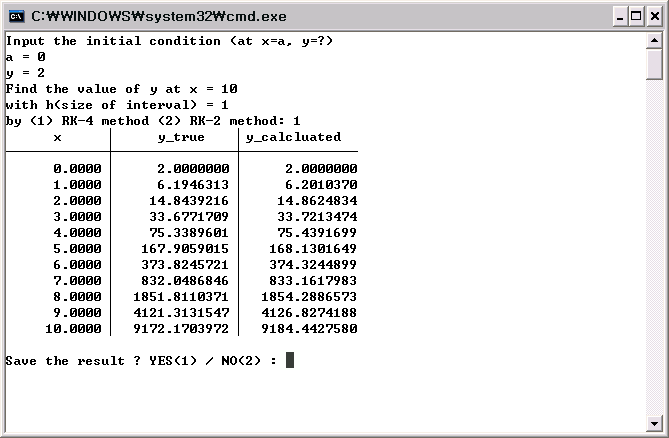 C:₩WINDOWS₩system32₩cmd.exe
Input the initial condition (at x=a, y=?)
a = 0
y = 2
Find the value of y at x = 10
with h(size of interval) = 1
by (1) RK-4 method (2) RK-2 method: 1
x y_true y_calcluated
0.0000 2.0000000 2.0000000
1.0000 6.1946313 6.2010370
2.0000 14.8439216 14.8624834
3.0000 33.6771709 33.7213474
4.0000 75.3389601 75.4391699
5.0000 167.9059015 168.1301649
6.0000 373.8245721 374.3244899
7.0000 832.0486846 833.1617983
8.0000 1851.8110371 1854.2886573
9.0000 4121.3131547 4126.8274188
10.0000 9172.1703972 9184.4427580
Save the result ? YES(1) / NO(2) :